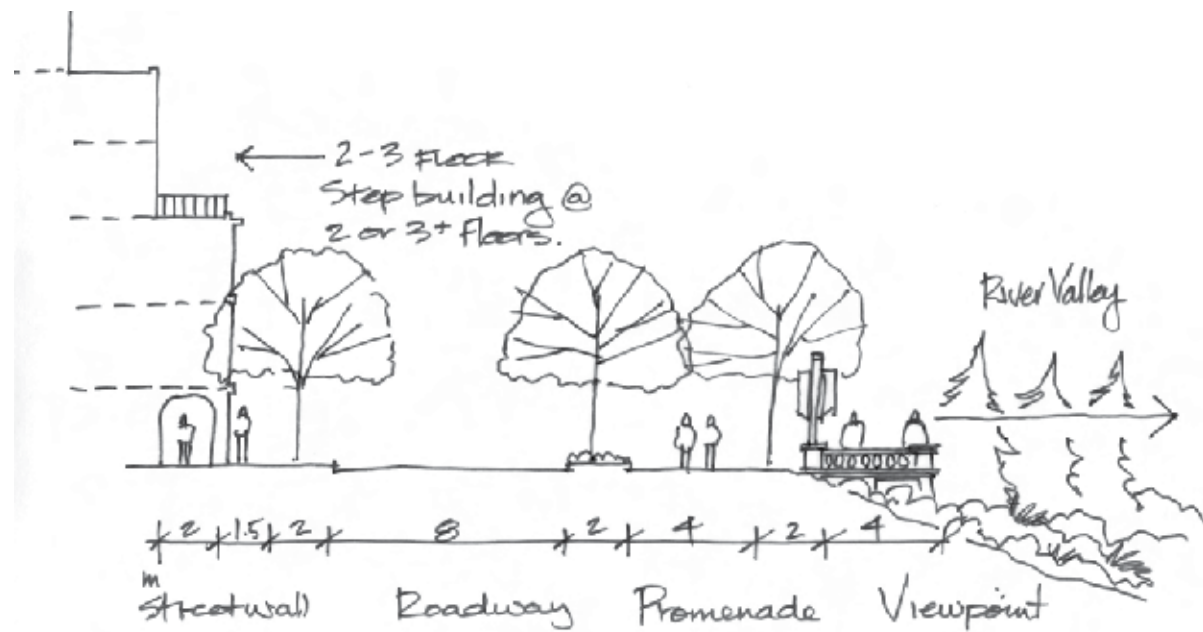 2-3 Floor
Step building @
2 or 3+ floors.
River Valley
2 1.5 2 8 2 4 2 4
m
Streetwall Roadway Promenade Viewpoint